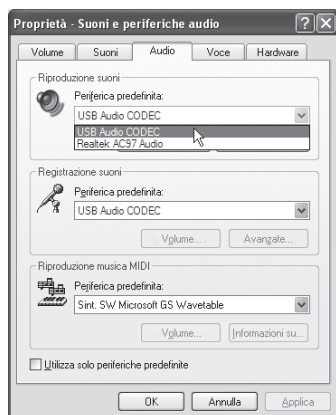 Proprietà - Suoni e periferiche audio
Volume Suoni Audio Voce Hardware
Riproduzione suoni
Periferica predefinita:
USB Audio CODEC
USB Audio CODEC
Realtek AC97 Audio
Registrazione suoni
Periferica predefinita:
USB Audio CODEC
Volume... Avanzate...
Riproduzione musica MIDI
Periferica predefinita:
Sint. SW Microsoft GS Wavetable
Volume... Informazioni su...
Utilizza solo periferiche predefinite
OK Annulla Applica